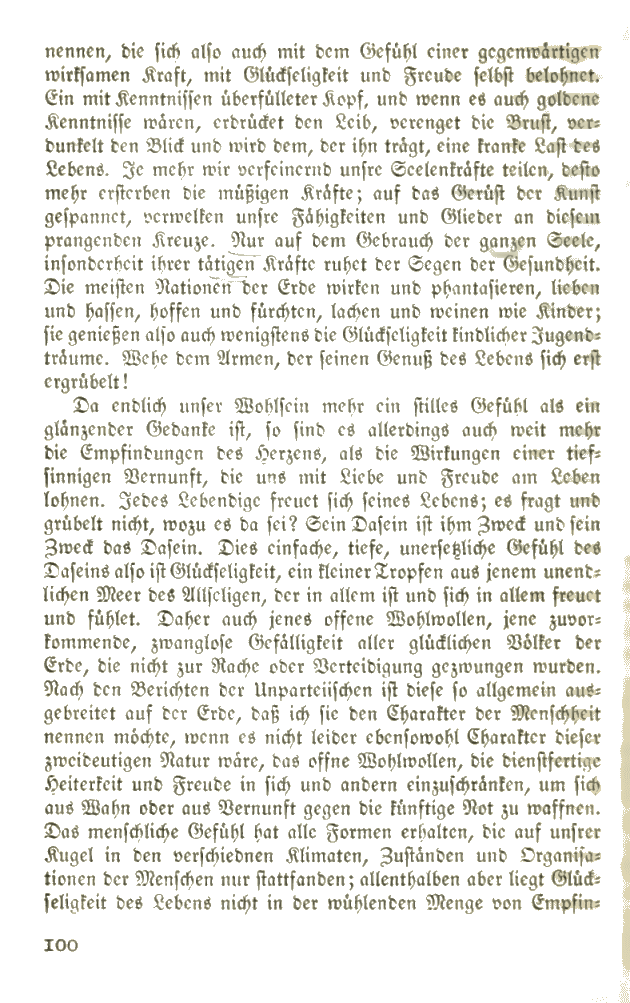 nennen, die sich also auch mit dem Gefühl einer gegenwärtigen
wirksamen Kraft, mit Glückseligkeit und Freude selbst belohnet.
Ein mit Kenntnissen überfülleter Kopf, und wenn es auch goldene
Kenntnisse wären, erdrücket den Leib, verenget die Brust, ver-
dunkelt den Blick und wird dem, der ihn trägt, eine kranke Last des
Lebens. Je mehr wir verfeinernd unsre Seelenkräfte teilen, desto
mehr ersterben die müßigen Kräfte; auf das Gerüst der Kunst
gespannet, verwelken unsre Fähigkeiten und Glieder an diesem
prangenden Kreuze. Nur auf dem Gebrauch der ganzen Seele,
insonderheit ihrer tätigen Kräfte ruhet der Segen der Gesundheit.
Die meisten Nationen der Erde wirken und phantasieren, lieben
und hassen, hoffen und fürchten, lachen und weinen wie Kinder;
sie genießen also auch wenigstens die Glückseligkeit kindlicher Jugend-
träume. Wehe dem Armen, der seinen Genuß des Lebens sich erst
ergrübelt!
Da endlich unser Wohlsein mehr ein stilles Gefühl als ein
glänzender Gedanke ist, so sind es allerdings auch weit mehr
die Empfindungen des Herzens, als die Wirkungen einer tief-
sinnigen Vernunft, die uns mit Liebe und Freude am Leben
lohnen. Jedes Lebendige freuet sich seines Lebens; es fragt und
grübelt nicht, wozu es da sei? Sein Dasein ist ihm Zweck und sein
Zweck das Dasein. Dies einfache, tiefe, unersetzliche Gefühl des
Daseins also ist Glückseligkeit, ein kleiner Tropfen aus jenem unend-
lichen Meer des Allseligen, der in allem ist und sich in allem freuet
und fühlet. Daher auch jenes offene Wohlwollen, jene zuvor-
kommende, zwanglose Gefälligkeit aller glücklichen Völker der
Erde, die nicht zur Rache oder Verteidigung gezwungen wurden.
Nach den Berichten der Unparteiischen ist diese so allgemein aus-
gebreitet auf der Erde, daß ich sie den Charakter der Menschheit
nennen möchte, wenn es nicht leider ebensowohl Charakter dieser
zweideutigen Natur wäre, das offne Wohlwollen, die dienstfertige
Heiterkeit und Freude in sich und andern einzuschränken, um sich
aus Wahn oder aus Vernunft gegen die künftige Not zu waffnen.
Das menschliche Gefühl hat alle Formen erhalten, die auf unsrer
Kugel in den verschiednen Klimaten, Zuständen und Organisa-
tionen der Menschen nur stattfanden; allenthalben aber liegt Glück-
seligkeit des Lebens nicht in der wühlenden Menge von Empfin-
100